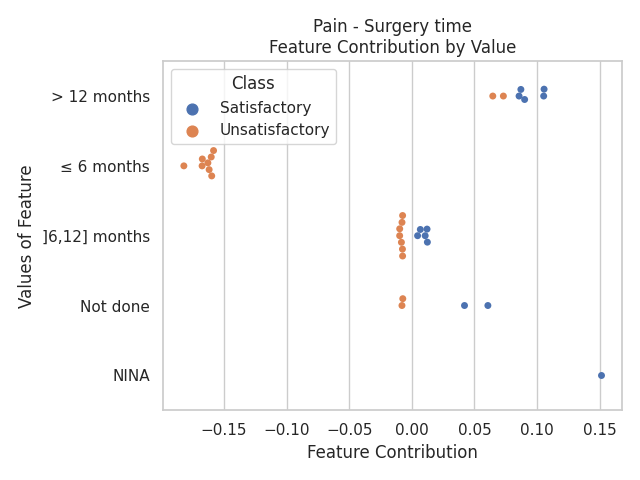 Pain - Surgery time
Feature Contribution by Value
Class
Satisfactory
Unsatisfactory
Values of Feature
> 12 months
≤ 6 months
]6,12] months
Not done
NINA
−0.15 −0.10 −0.05 0.00 0.05 0.10 0.15
Feature Contribution